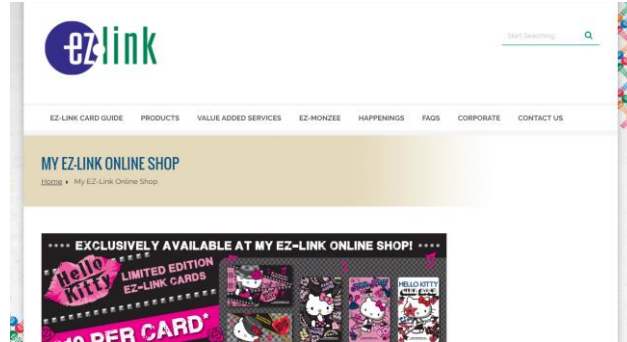 ez-link
Start Searching
EZ-LINK CARD GUIDE PRODUCTS VALUE ADDED SERVICES EZ-MONZEE HAPPENINGS FAQS CORPORATE CONTACT US
MY EZ-LINK ONLINE SHOP
Home ▸ My EZ-Link Online Shop
EXCLUSIVELY AVAILABLE AT MY EZ-LINK ONLINE SHOP!
Hello Kitty
LIMITED EDITION
EZ-LINK CARDS
PER CARD*
HELLO KITTY